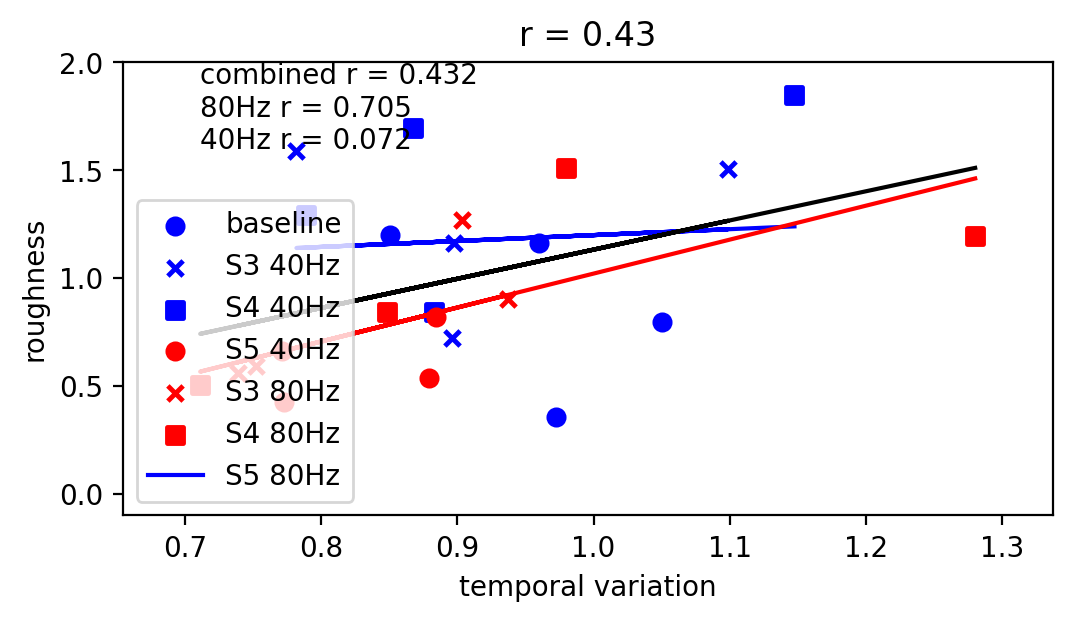 r = 0.43
combined r = 0.432
80Hz r = 0.705
40Hz r = 0.072
2.0
1.5
1.0
0.5
0.0
roughness
baseline
S3 40Hz
S4 40Hz
S5 40Hz
S3 80Hz
S4 80Hz
S5 80Hz
0.7 0.8 0.9 1.0 1.1 1.2 1.3
temporal variation